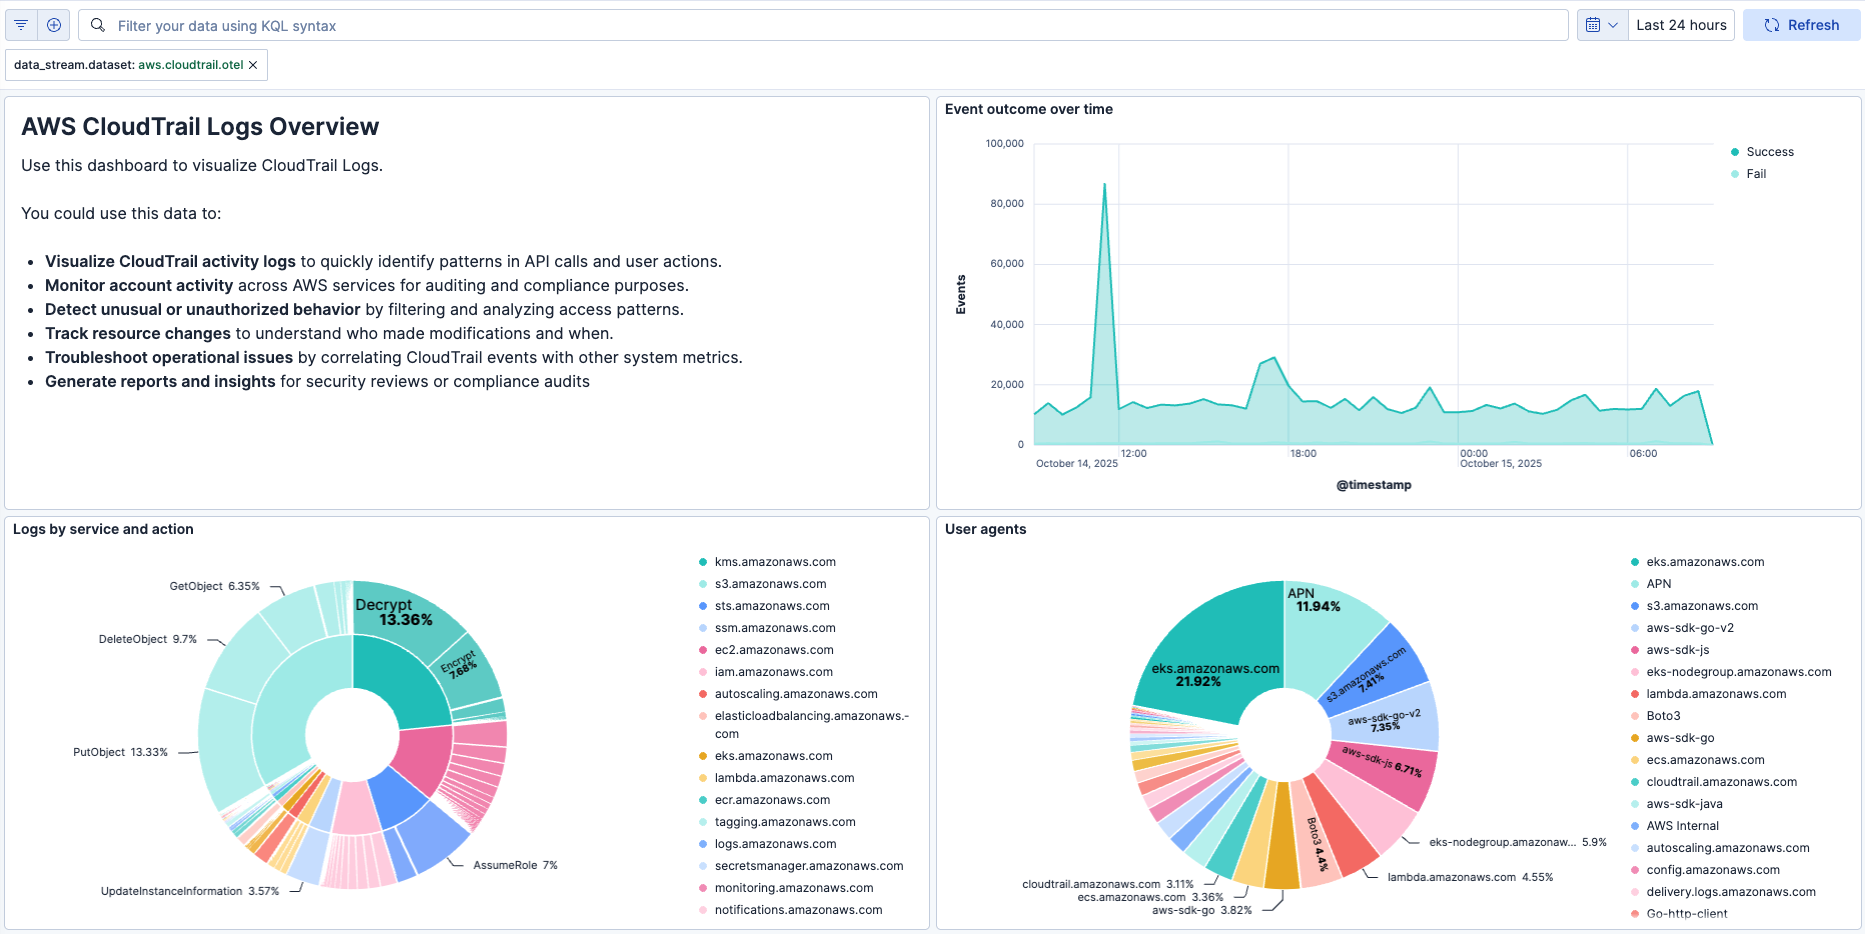 Filter your data using KQL syntax
Last 24 hours
Refresh
data_stream.dataset: aws.cloudtrail.otel
AWS CloudTrail Logs Overview
Use this dashboard to visualize CloudTrail Logs.
You could use this data to:
• Visualize CloudTrail activity logs to quickly identify patterns in API calls and user actions.
• Monitor account activity across AWS services for auditing and compliance purposes.
• Detect unusual or unauthorized behavior by filtering and analyzing access patterns.
• Track resource changes to understand who made modifications and when.
• Troubleshoot operational issues by correlating CloudTrail events with other system metrics.
• Generate reports and insights for security reviews or compliance audits
Event outcome over time
100,000
80,000
60,000
40,000
20,000
0
Events
12:00
October 14, 2025
18:00
00:00
October 15, 2025
06:00
@timestamp
Success
Fail
Logs by service and action
GetObject 6.35%
DeleteObject 9.7%
PutObject 13.33%
UpdateInstanceInformation 3.57%
AssumeRole 7%
Decrypt
13.36%
Encrypt
7.68%
kms.amazonaws.com
s3.amazonaws.com
sts.amazonaws.com
ssm.amazonaws.com
ec2.amazonaws.com
iam.amazonaws.com
autoscaling.amazonaws.com
elasticloadbalancing.amazonaws.-
com
eks.amazonaws.com
lambda.amazonaws.com
ecr.amazonaws.com
tagging.amazonaws.com
logs.amazonaws.com
secretsmanager.amazonaws.com
monitoring.amazonaws.com
notifications.amazonaws.com
User agents
eks.amazonaws.com
21.92%
APN
11.94%
s3.amazonaws.com
7.41%
aws-sdk-go-v2
7.35%
aws-sdk-js 6.71%
eks-nodegroup.amazonaw... 5.9%
lambda.amazonaws.com 4.55%
Boto3 4.4%
aws-sdk-go 3.82%
ecs.amazonaws.com 3.36%
cloudtrail.amazonaws.com 3.11%
eks.amazonaws.com
APN
s3.amazonaws.com
aws-sdk-go-v2
aws-sdk-js
eks-nodegroup.amazonaws.com
lambda.amazonaws.com
Boto3
aws-sdk-go
ecs.amazonaws.com
cloudtrail.amazonaws.com
aws-sdk-java
AWS Internal
autoscaling.amazonaws.com
config.amazonaws.com
delivery.logs.amazonaws.com
Go-http-client